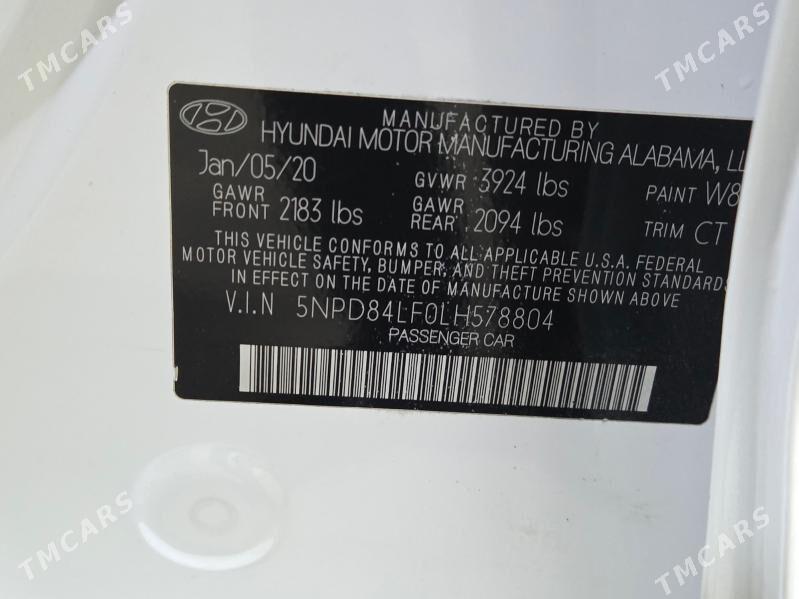 TMCARS
TMCARS
MANUFACTURED BY
HYUNDAI MOTOR MANUFACTURING ALABAMA, LL
Jan/05/20 GVWR 3924 lbs PAINT W8
GAWR FRONT 2183 lbs GAWR REAR 2094 lbs TRIM CT
THIS VEHICLE CONFORMS TO ALL APPLICABLE U.S.A. FEDERAL
MOTOR VEHICLE SAFETY, BUMPER, AND THEFT PREVENTION STANDARDS
IN EFFECT ON THE DATE OF MANUFACTURE SHOWN ABOVE
V.I.N 5NPD84LF0LH578804
PASSENGER CAR
TMCARS
TMCARS